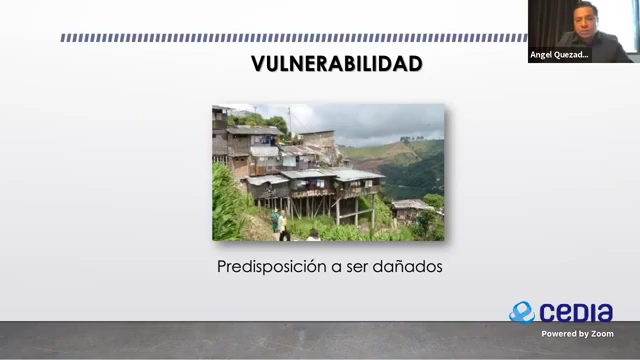 VULNERABILIDAD
Angel Quezad...
Predisposición a ser dañados
CEDIA
Powered by Zoom